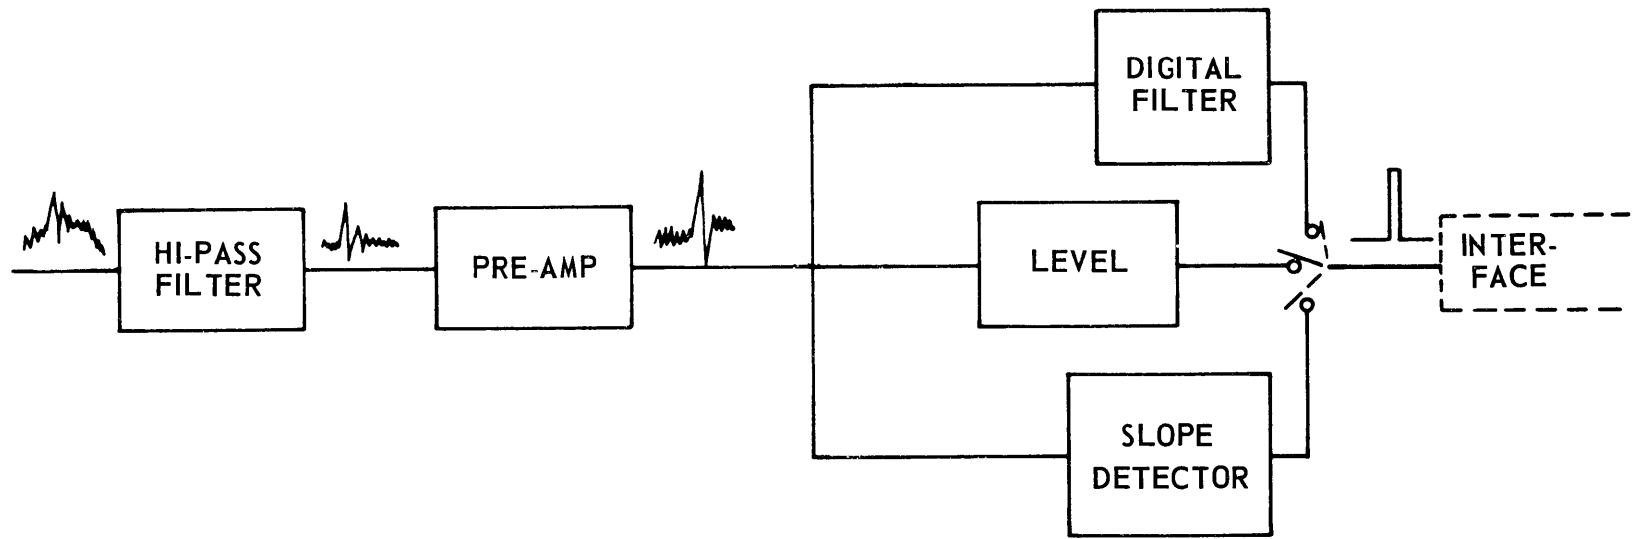 HI-PASS
FILTER
PRE-AMP
DIGITAL
FILTER
LEVEL
SLOPE
DETECTOR
INTER-
FACE